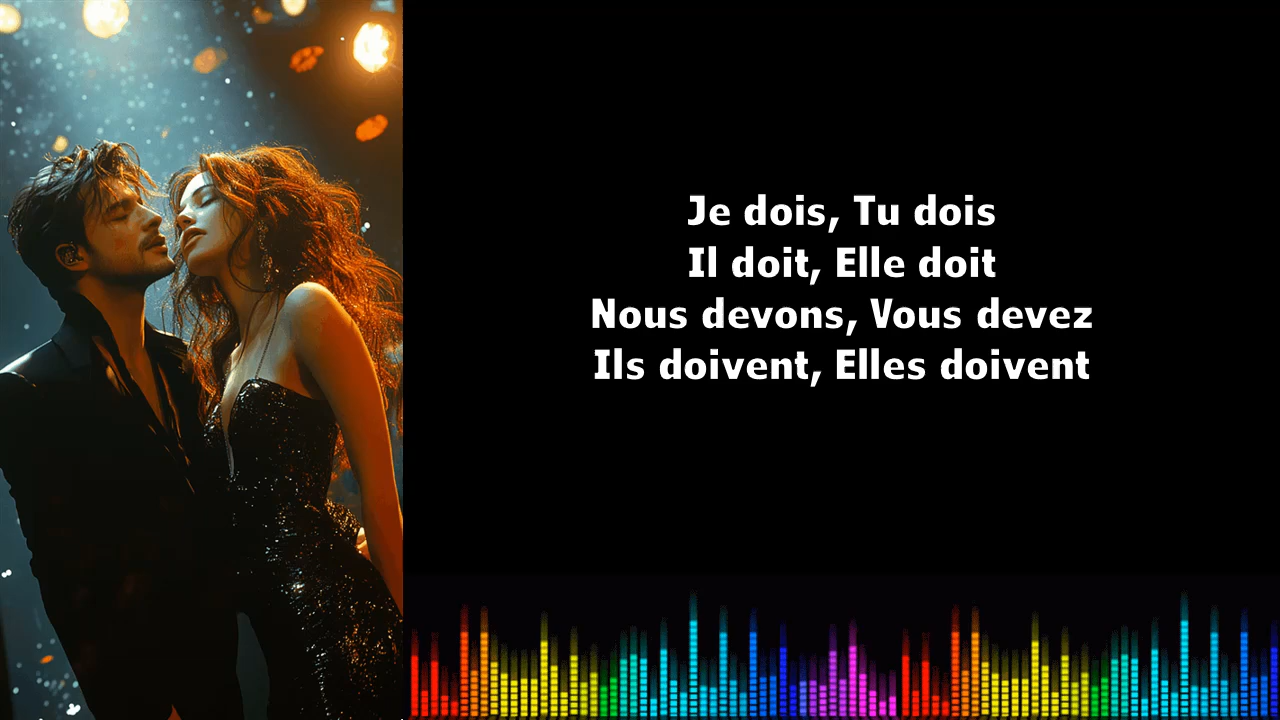 Je dois, Tu dois
Il doit, Elle doit
Nous devons, Vous devez
Ils doivent, Elles doivent